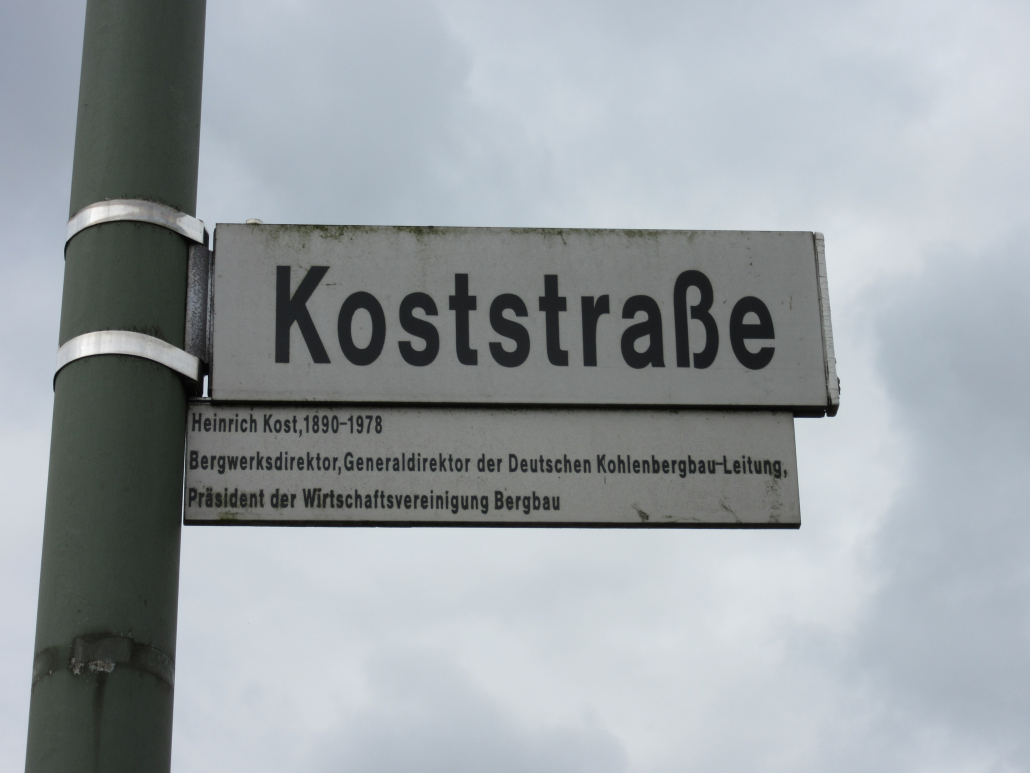 Koststraße
Heinrich Kost,1890-1978
Bergwerksdirektor,Generaldirektor der Deutschen Kohlenbergbau-Leitung,
Präsident der Wirtschaftsvereinigung Bergbau